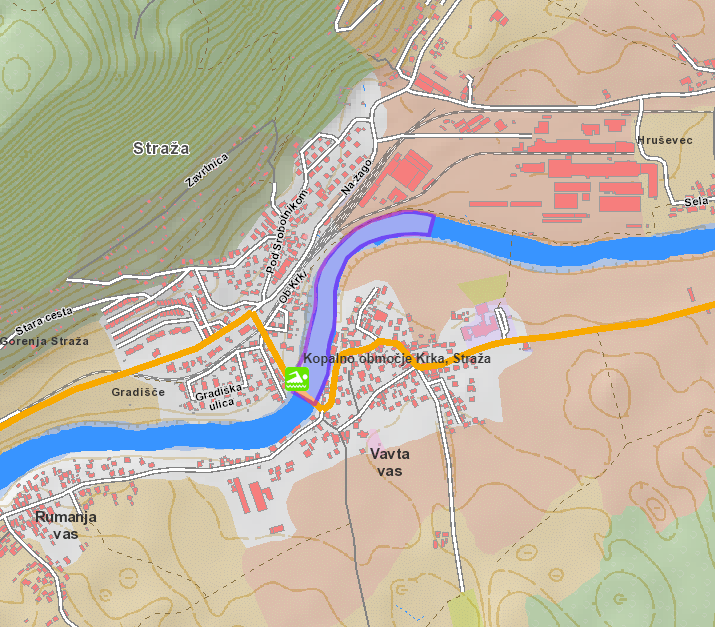 Straža
Zavrtnica
Hruševec
Na žago
Pod Srobotnikom
Sela
Ob Krki
Stara cesta
Gorenja Straža
Kopalno območje Krka, Straža
Gradišče
Gradiška
ulica
Vavta
vas
Rumanja
vas